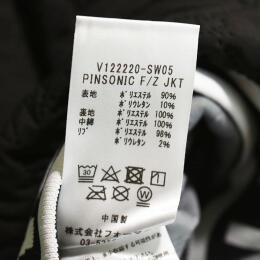 V122220-SW05
PINSONIC F/Z JKT
表地 ポリエステル 90%
ポリウレタン 10%
裏地 ポリエステル 100%
中綿 ポリエステル 100%
リブ ポリエステル 98%
ポリウレタン 2%
30
W
中国製
株式会社フォー